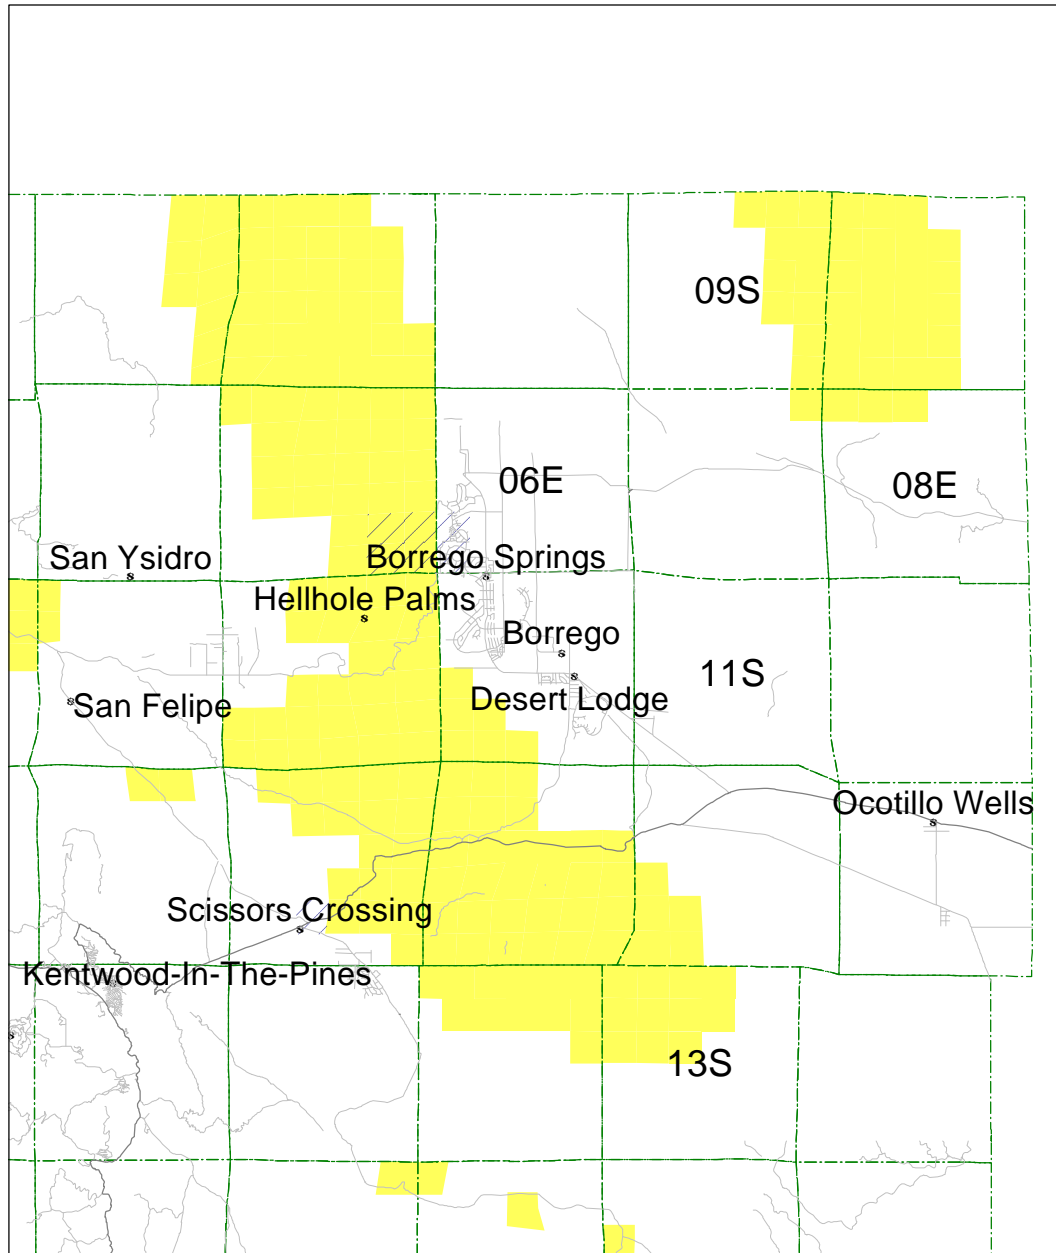 09S
06E
08E
San Ysidro
Borrego Springs
Hellhole Palms
Borrego
11S
Desert Lodge
San Felipe
Ocotillo Wells
Scissors Crossing
Kentwood-In-The-Pines
13S